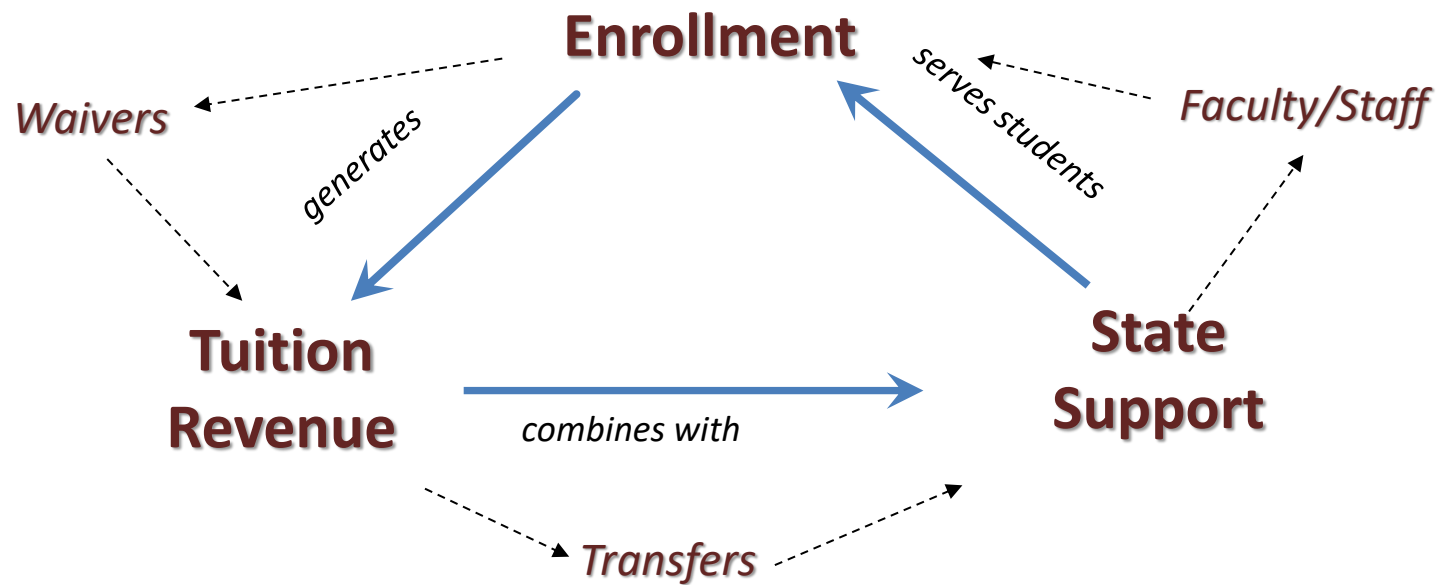 Enrollment
serves students
Waivers
Faculty/Staff
generates
Tuition
Revenue
State
Support
combines with
Transfers